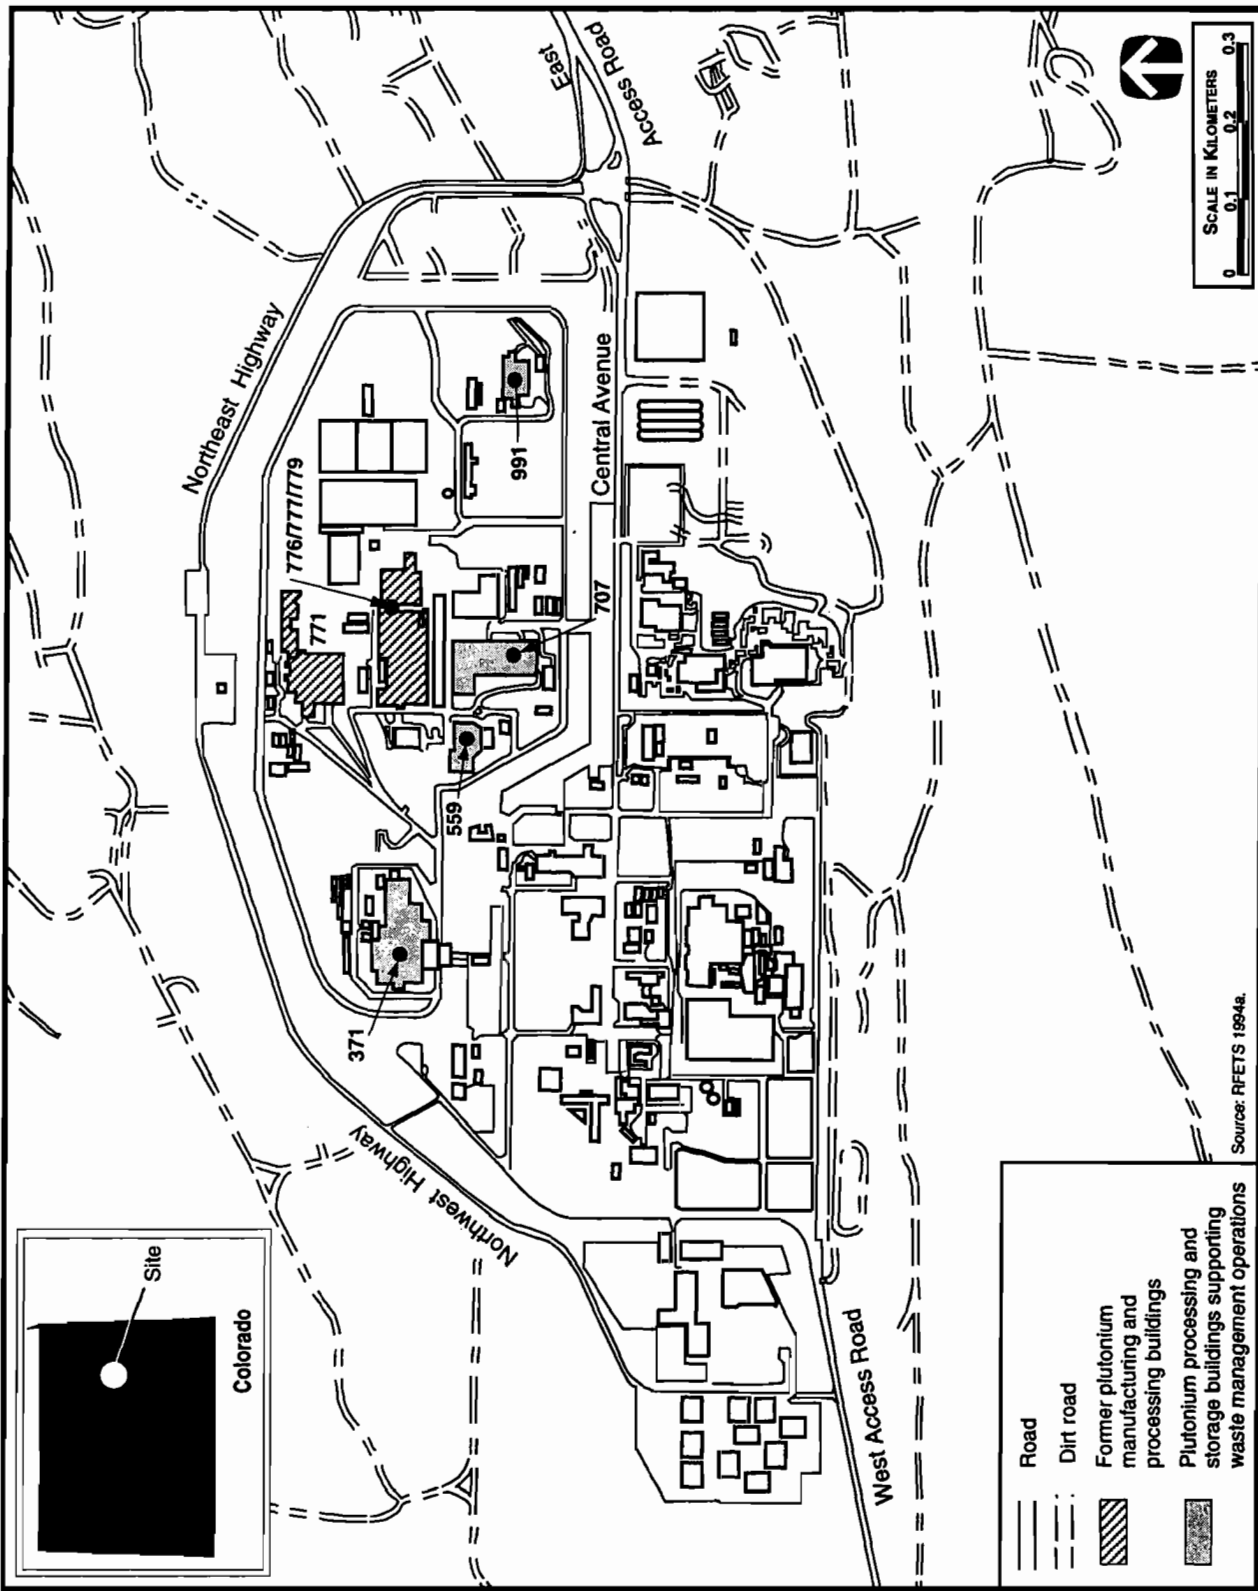 Colorado
Site
Northwest Highway
Northeast Highway
East
Access Road
371
559
771
776/777/779
707
991
Central Avenue
West Access Road
Road
Dirt road
Former plutonium
manufacturing and
processing buildings
Plutonium processing and
storage buildings supporting
waste management operations
Source: RFETS 1994a.
SCALE IN KILOMETERS
0 0.1 0.2 0.3